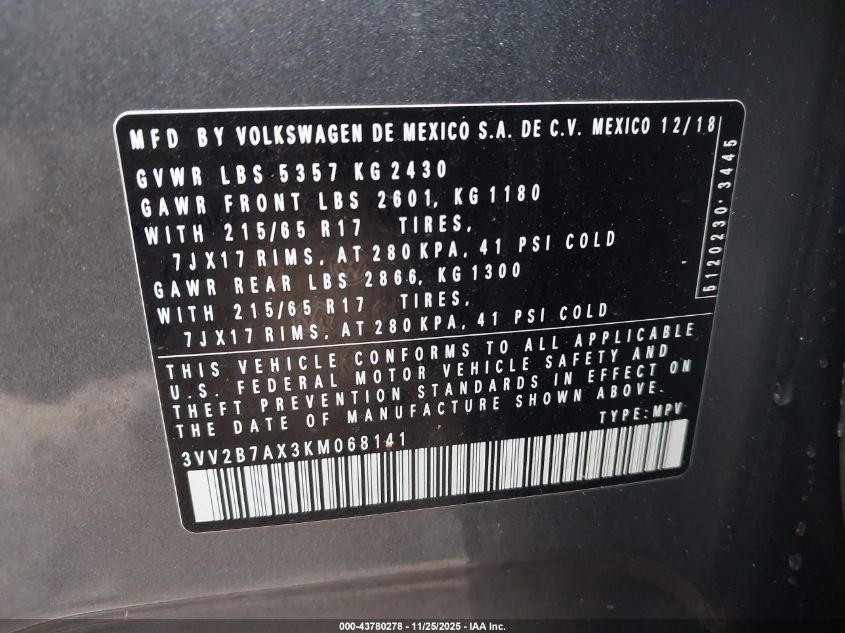 MFD BY VOLKSWAGEN DE MEXICO S.A. DE C.V. MEXICO 12/18
GVWR LBS 5357 KG 2430
GAWR FRONT LBS 2601, KG 1180
WITH 215/65 R17 TIRES,
7JX17 RIMS, AT 280 KPA, 41 PSI COLD
GAWR REAR LBS 2866, KG 1300
WITH 215/65 R17 TIRES,
7JX17 RIMS, AT 280 KPA, 41 PSI COLD
5120230-3445
THIS VEHICLE CONFORMS TO ALL APPLICABLE
U.S. FEDERAL MOTOR VEHICLE SAFETY AND
THEFT PREVENTION STANDARDS IN EFFECT ON
THE DATE OF MANUFACTURE SHOWN ABOVE.
TYPE:MPV
3VV2B7AX3KM068141
000-43780278 - 11/25/2025 - IAA Inc.